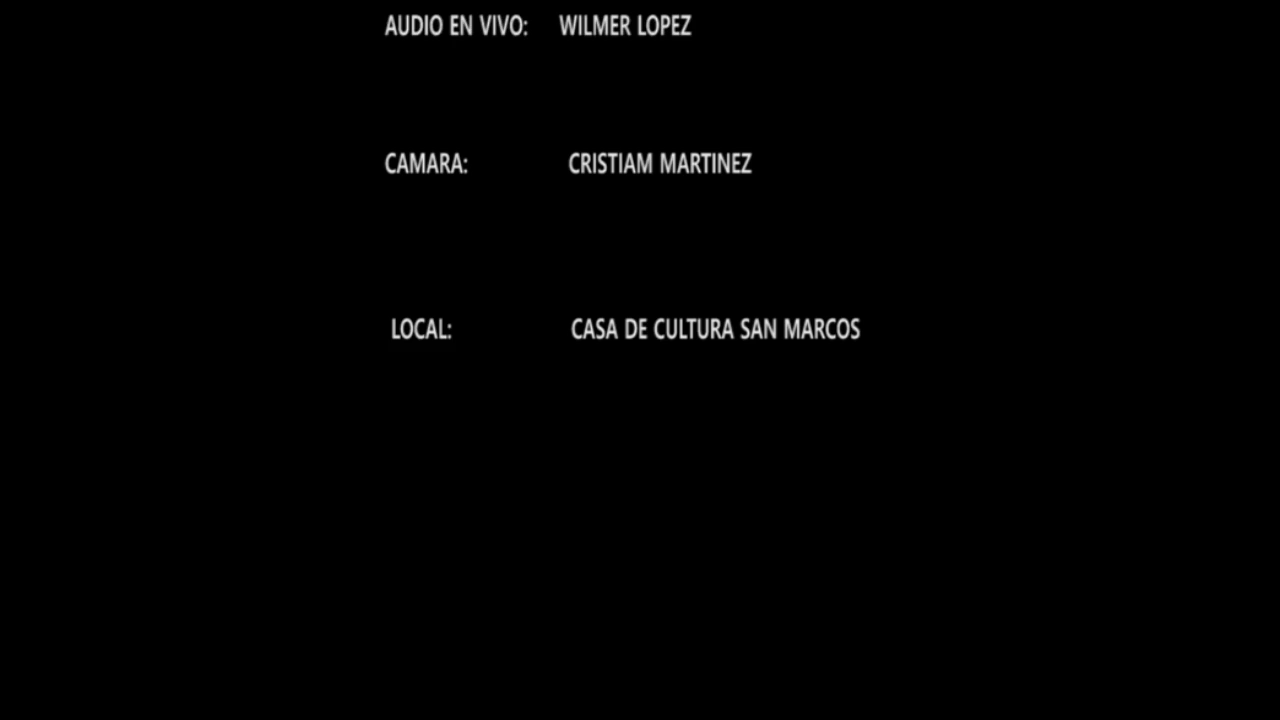 AUDIO EN VIVO: WILMER LOPEZ
CAMARA: CRISTIAM MARTINEZ
LOCAL: CASA DE CULTURA SAN MARCOS